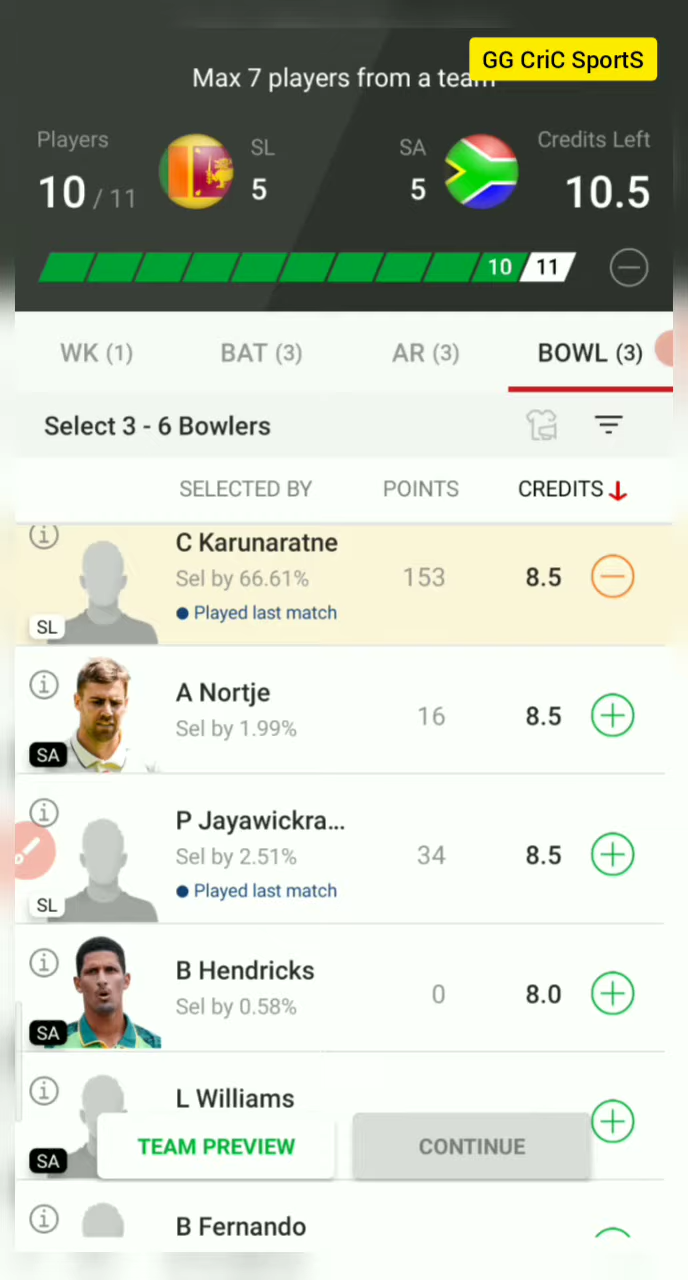 GG CriC SportS
Max 7 players from a team
Players
SL
SA
Credits Left
10 / 11
5
5
10.5
10
11
WK (1)
BAT (3)
AR (3)
BOWL (3)
Select 3 - 6 Bowlers
SELECTED BY
POINTS
CREDITS
C Karunaratne
Sel by 66.61%
153
8.5
Played last match
SL
A Nortje
Sel by 1.99%
16
8.5
SA
P Jayawickra...
Sel by 2.51%
34
8.5
Played last match
SL
B Hendricks
Sel by 0.58%
0
8.0
SA
L Williams
TEAM PREVIEW
CONTINUE
SA
B Fernando